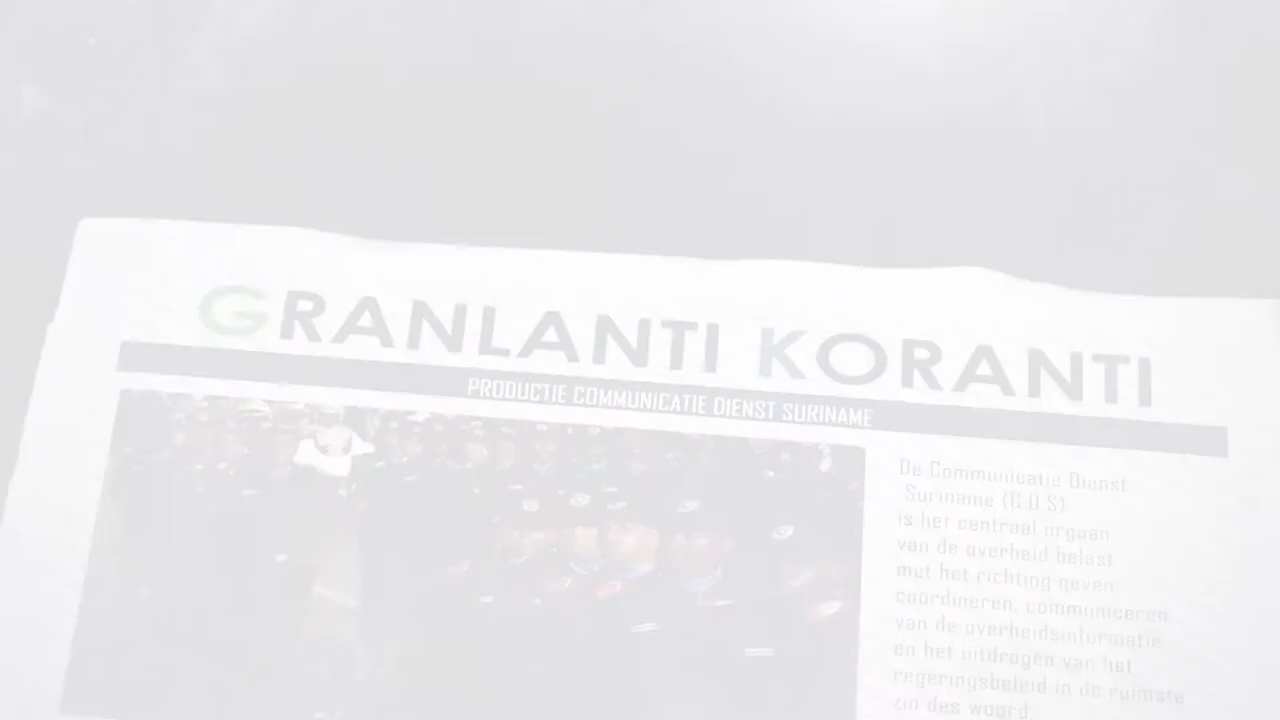 GRANLANTI KORANTI
PRODUCTIE COMMUNICATIE DIENST SURINAME
De Communicatie Dienst
Suriname (C.D.S)
is het centraal orgaan
van de overheid belast
met het richting geven,
coordineren, communiceren
van de overheidsinformatie
en het uitdragen van het
regeringsbeleid in de ruimste
zin des woord.